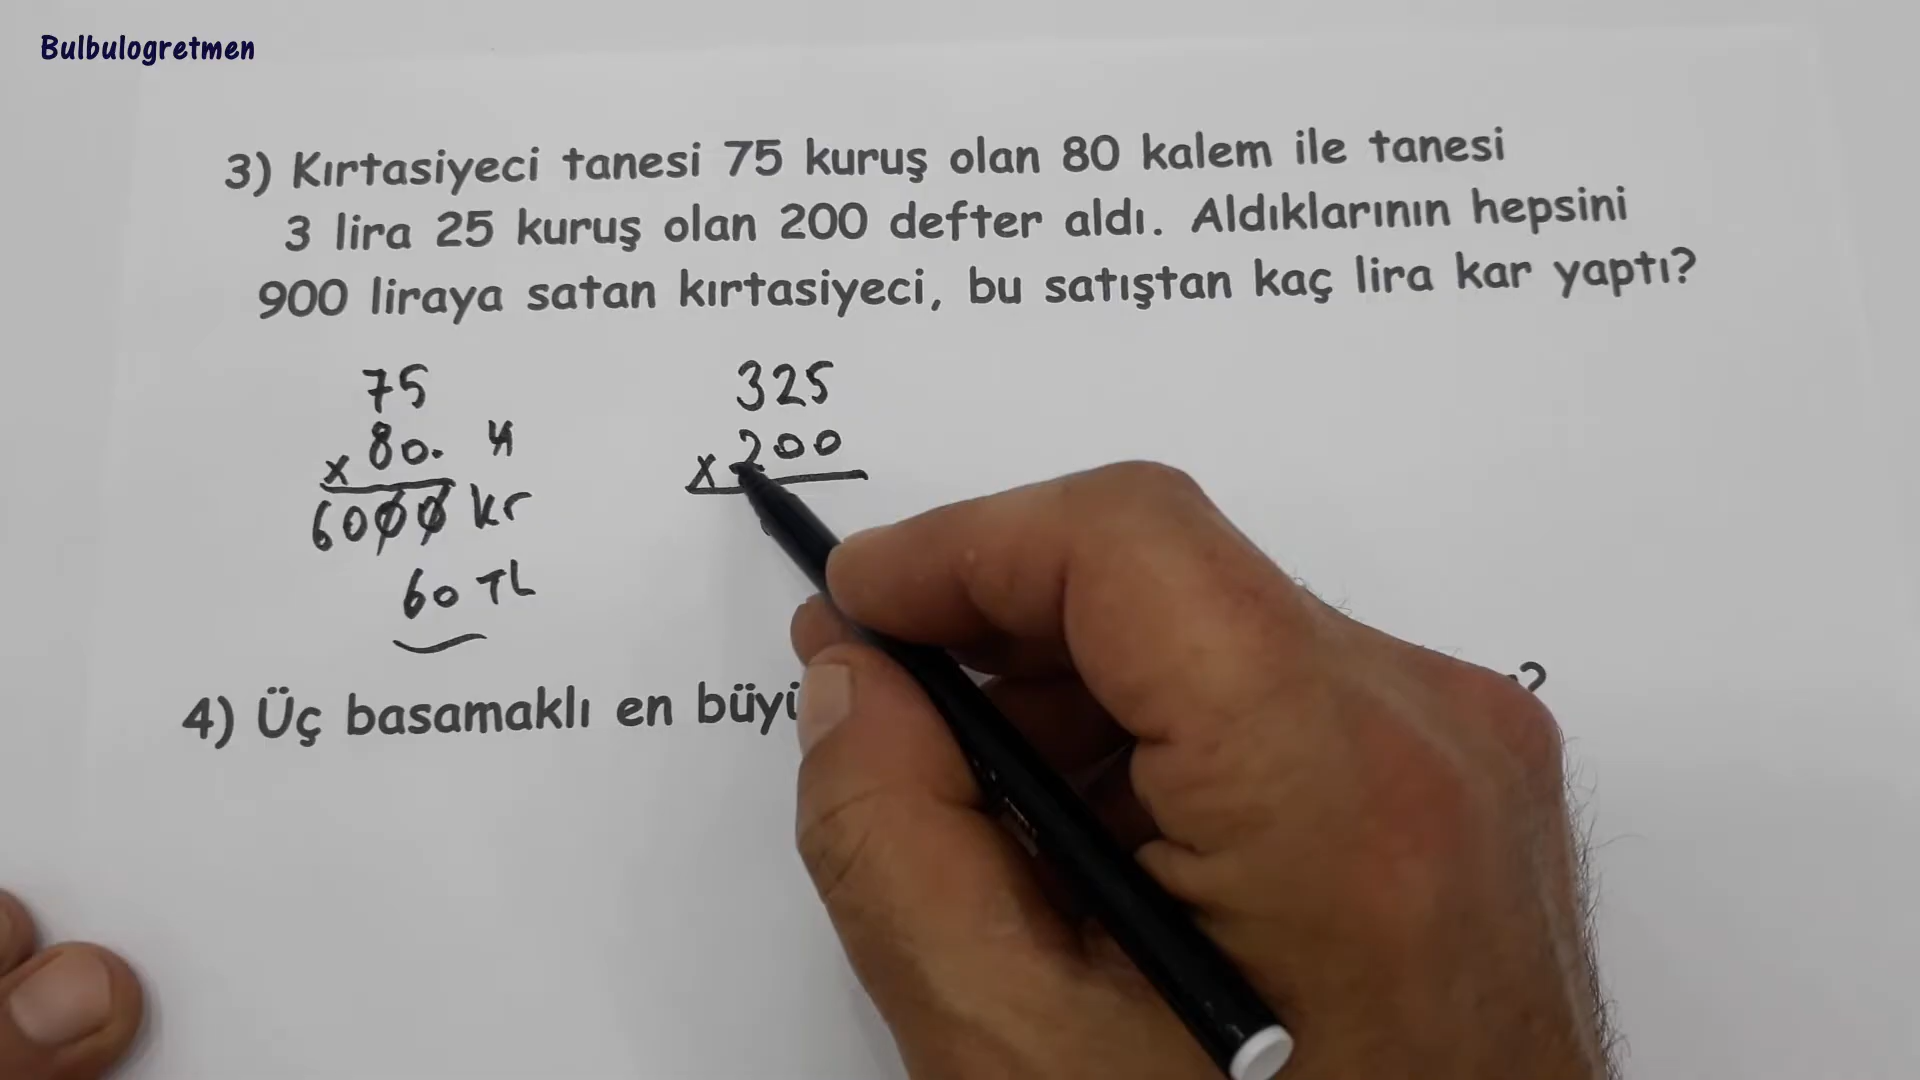 Bulbulogretmen
3) Kırtasiyeci tanesi 75 kuruş olan 80 kalem ile tanesi
3 lira 25 kuruş olan 200 defter aldı. Aldıklarının hepsini
900 liraya satan kırtasiyeci, bu satıştan kaç lira kar yaptı?
75
x 80.
6000 kr
60 TL
325
x 200
4) Üç basamaklı en büyü
?